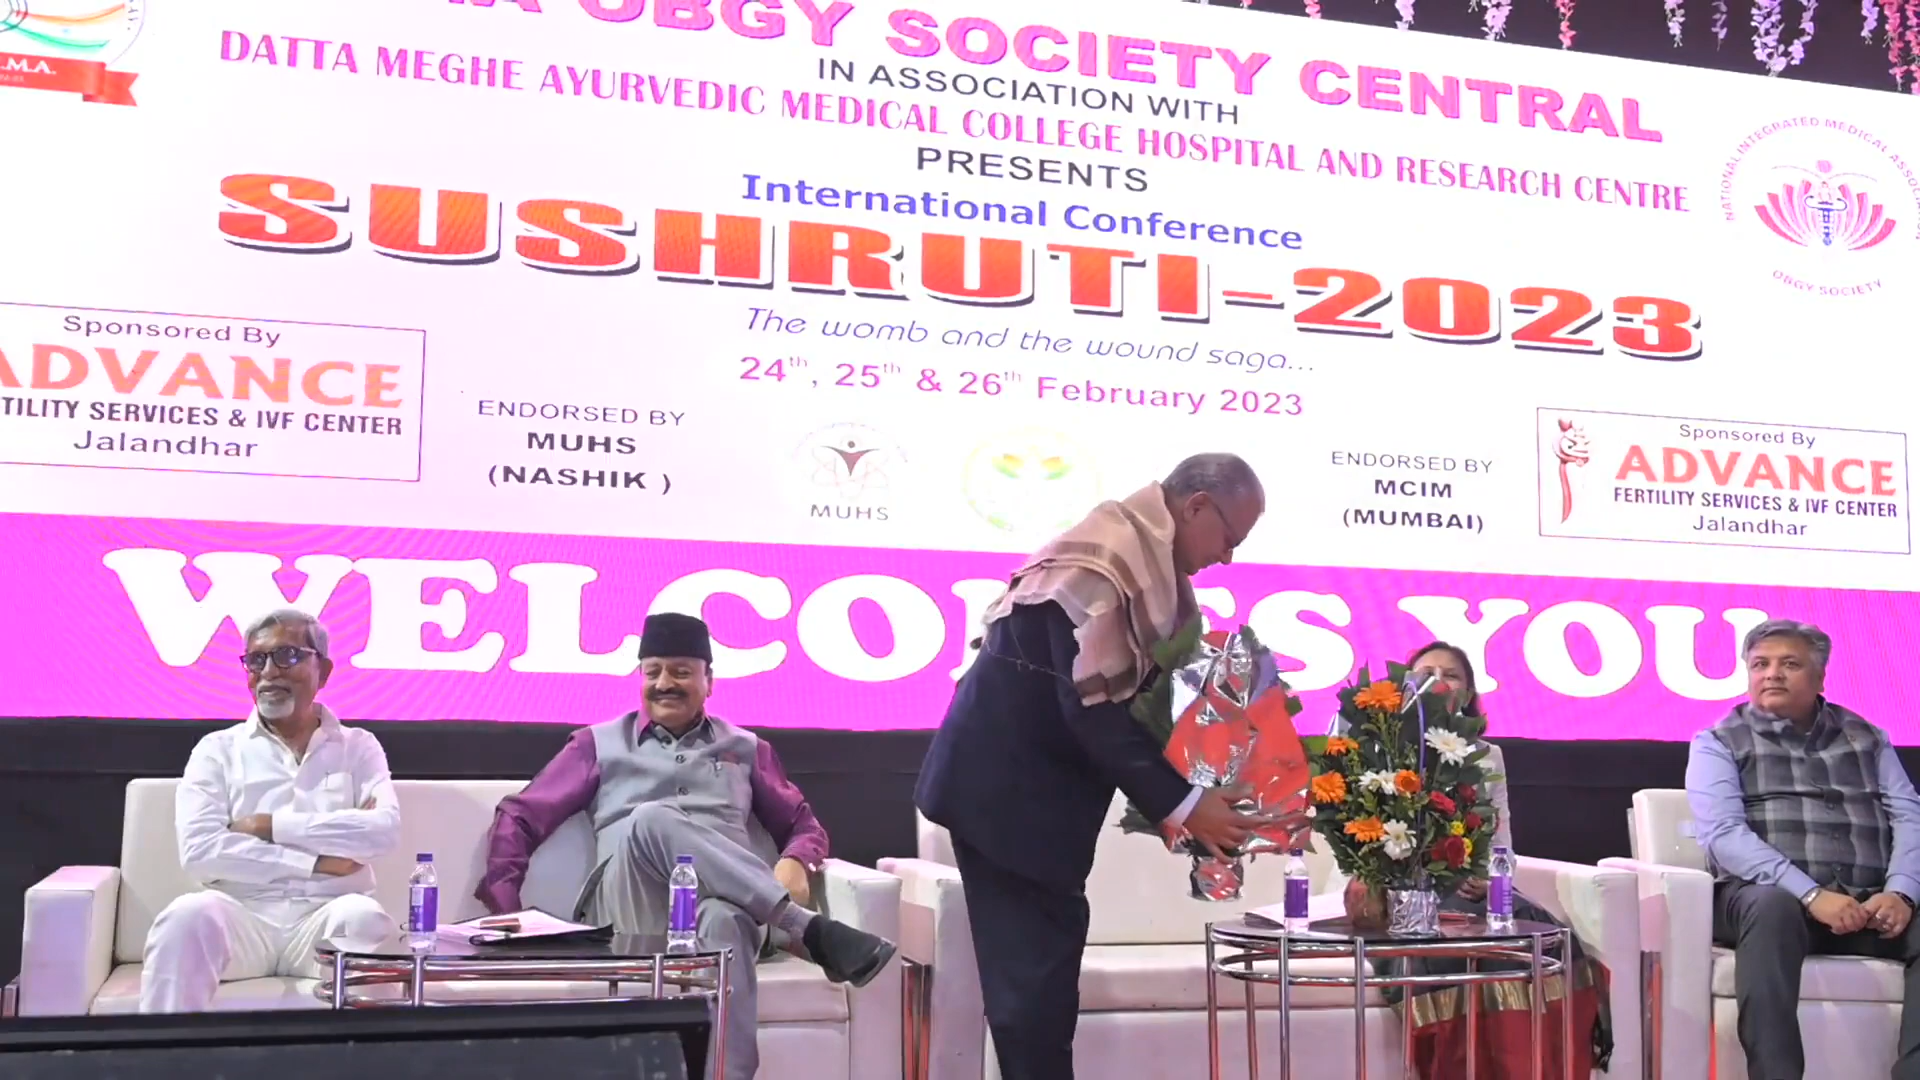 OBGY SOCIETY CENTRAL
IN ASSOCIATION WITH
DATTA MEGHE AYURVEDIC MEDICAL COLLEGE HOSPITAL AND RESEARCH CENTRE
PRESENTS
International Conference
SUSHRUTI-2023
The womb and the wound saga...
24th, 25th & 26th February 2023
.M.A.
NATIONAL INTEGRATED MEDICAL ASSOCIATION
OBGY SOCIETY
Sponsored By
ADVANCE
TILITY SERVICES & IVF CENTER
Jalandhar
ENDORSED BY
MUHS
(NASHIK )
MUHS
ENDORSED BY
MCIM
(MUMBAI)
Sponsored By
ADVANCE
FERTILITY SERVICES & IVF CENTER
Jalandhar
WELCOMES YOU